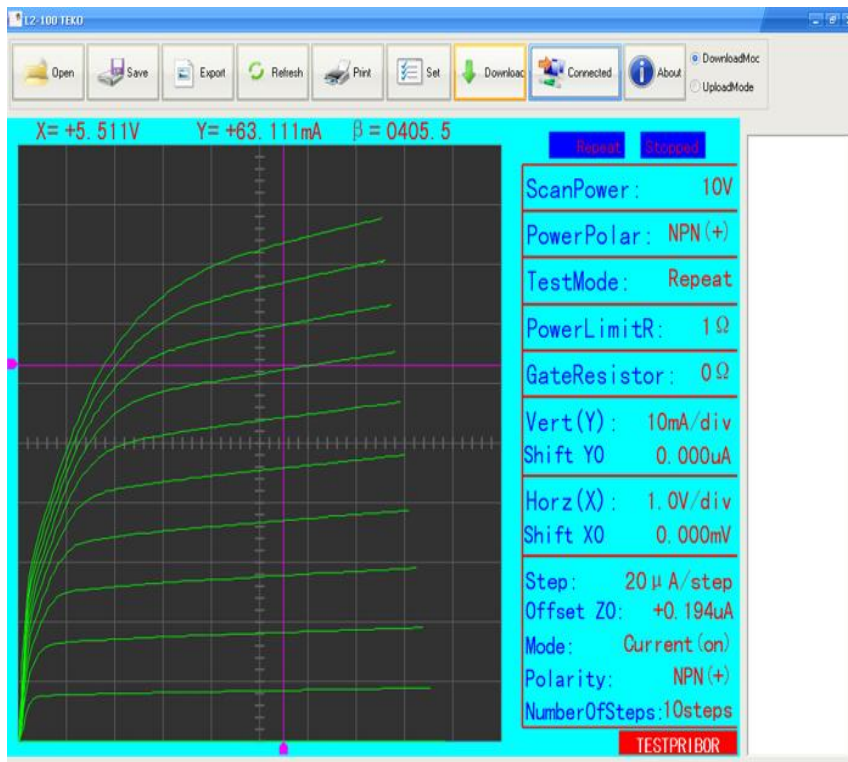 L2-100 TEKO
Open Save Export Refresh Print Set Download Connected About DownloadMoc
UploadMode
X= +5.511V Y= +63.111mA β = 0405.5
Repeat Stopped
ScanPower: 10V
PowerPolar: NPN(+)
TestMode: Repeat
PowerLimitR: 1Ω
GateResistor: 0Ω
Vert(Y): 10mA/div
Shift Y0 0.000uA
Horz(X): 1.0V/div
Shift X0 0.000mV
Step: 20μA/step
Offset Z0: +0.194uA
Mode: Current(on)
Polarity: NPN(+)
NumberOfSteps:10steps
TESTPRIBOR